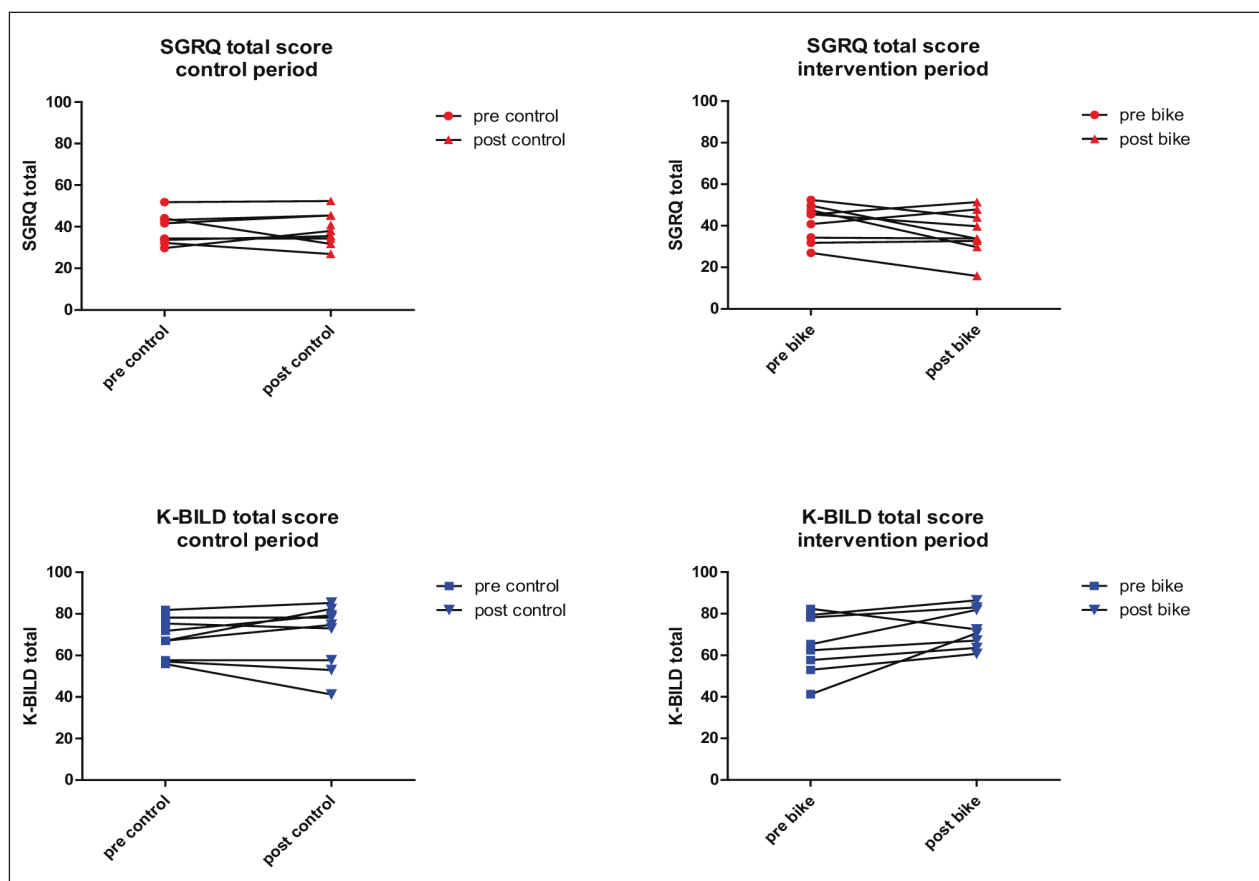 SGRQ total score
control period
SGRQ total
100
80
60
40
20
0
pre control
post control
pre control
post control
SGRQ total score
intervention period
SGRQ total
100
80
60
40
20
0
pre bike
post bike
pre bike
post bike
K-BILD total score
control period
K-BILD total
100
80
60
40
20
0
pre control
post control
pre control
post control
K-BILD total score
intervention period
K-BILD total
100
80
60
40
20
0
pre bike
post bike
pre bike
post bike